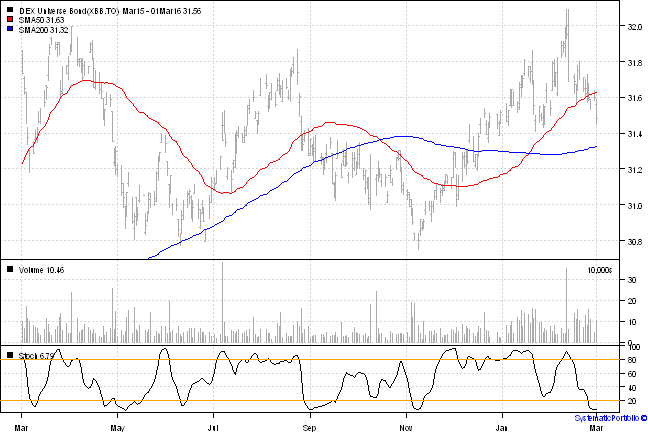 DEX Universe Bond(XBB.TO) Mar15 - 01Mar16 31.56
SMA50 31.63
SMA200 31.32
32.0
31.8
31.6
31.4
31.2
31.0
30.8
Volume 10.46
10,000s
30
20
10
0
Stoch 6.79
100
80
60
40
20
Mar May Jul Sep Nov Jan Mar
SystematicPortfolio ©